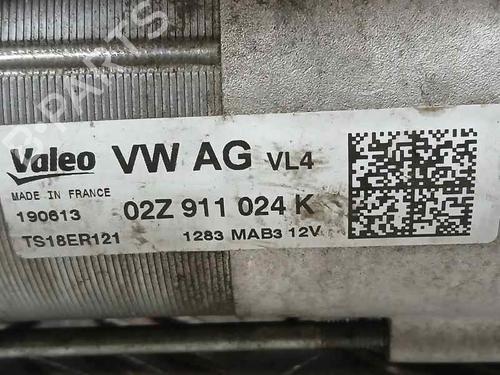 Valeo VW AG VL4
MADE IN FRANCE
190613 02Z 911 024 K
TS18ER121 1283 MAB3 12V